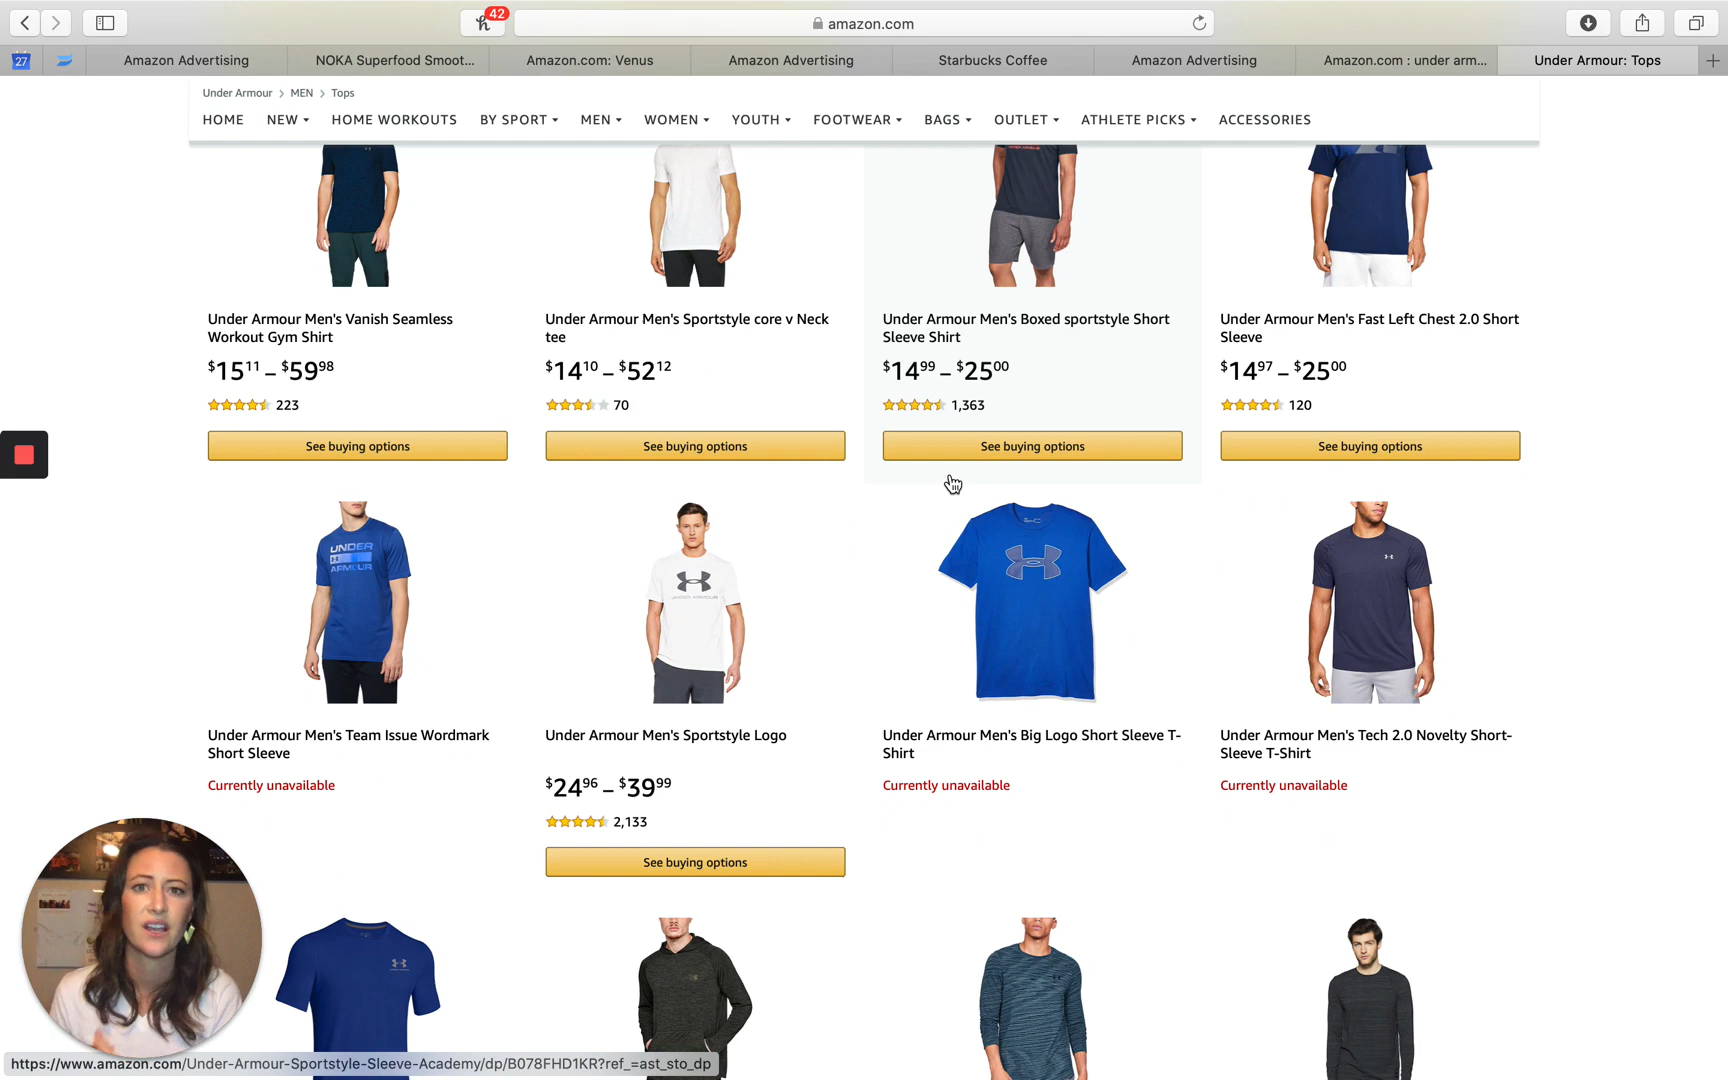 42
amazon.com
27
Amazon Advertising
NOKA Superfood Smoot...
Amazon.com: Venus
Amazon Advertising
Starbucks Coffee
Amazon Advertising
Amazon.com : under arm...
Under Armour: Tops
Under Armour > MEN > Tops
HOME NEW HOME WORKOUTS BY SPORT MEN WOMEN YOUTH FOOTWEAR BAGS OUTLET ATHLETE PICKS ACCESSORIES
Under Armour Men's Vanish Seamless
Workout Gym Shirt
$15.11 – $59.98
223
See buying options
Under Armour Men's Sportstyle core v Neck
tee
$14.10 – $52.12
70
See buying options
Under Armour Men's Boxed sportstyle Short
Sleeve Shirt
$14.99 – $25.00
1,363
See buying options
Under Armour Men's Fast Left Chest 2.0 Short
Sleeve
$14.97 – $25.00
120
See buying options
UNDER
ARMOUR
UNDER ARMOUR
Under Armour Men's Team Issue Wordmark
Short Sleeve
Currently unavailable
Under Armour Men's Sportstyle Logo
$24.96 – $39.99
2,133
See buying options
Under Armour Men's Big Logo Short Sleeve T-
Shirt
Currently unavailable
Under Armour Men's Tech 2.0 Novelty Short-
Sleeve T-Shirt
Currently unavailable
https://www.amazon.com/Under-Armour-Sportstyle-Sleeve-Academy/dp/B078FHD1KR?ref_=ast_sto_dp